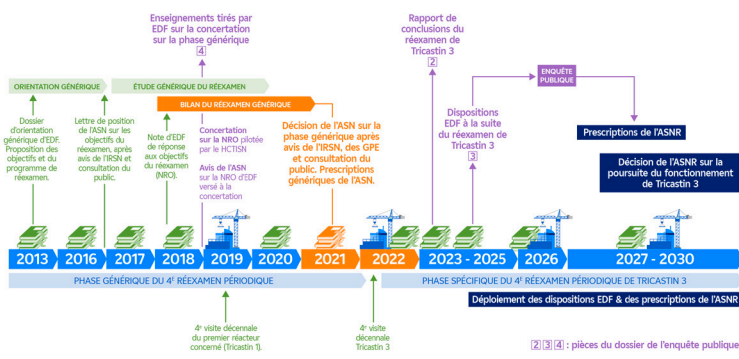 Enseignements tirés par
EDF sur la concertation
sur la phase générique
4
Rapport de
conclusions du
réexamen de
Tricastin 3
2
ENQUÊTE
PUBLIQUE
ORIENTATION GÉNÉRIQUE
ÉTUDE GÉNÉRIQUE DU RÉEXAMEN
BILAN DU RÉEXAMEN GÉNÉRIQUE
Dossier
d'orientation
générique d'EDF.
Proposition des
objectifs et du
programme de
réexamen.
Lettre de position
de l'ASN sur les
objectifs du
réexamen, après
avis de l'IRSN et
consultation du
public.
Note d'EDF
de réponse
aux objectifs
du réexamen
(NRO).
Concertation
sur la NRO pilotée
par le HCTISN
Avis de l'ASN
sur la NRO d'EDF
versé à la
concertation
Décision de l'ASN sur la
phase générique après
avis de l'IRSN, des GPE
et consultation du
public. Prescriptions
génériques de l'ASN.
Dispositions
EDF à la suite
du réexamen de
Tricastin 3
3
Prescriptions de l'ASNR
Décision de l'ASNR sur la
poursuite du fonctionnement
de Tricastin 3
2013
2016
2017
2018
2019
2020
2021
2022
2023 - 2025
2026
2027 - 2030
PHASE GÉNÉRIQUE DU 4E RÉEXAMEN PÉRIODIQUE
PHASE SPÉCIFIQUE DU 4E RÉEXAMEN PÉRIODIQUE DE TRICASTIN 3
Déploiement des dispositions EDF & des prescriptions de l'ASNR
4e visite décennale
du premier réacteur
concerné (Tricastin 1).
4e visite
décennale
Tricastin 3
2 3 4 : pièces du dossier de l'enquête publique